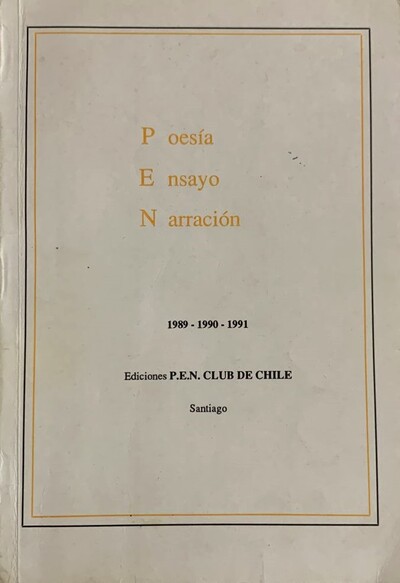 P oesía
E nsayo
N arración
1989 - 1990 - 1991
Ediciones P.E.N. CLUB DE CHILE
Santiago